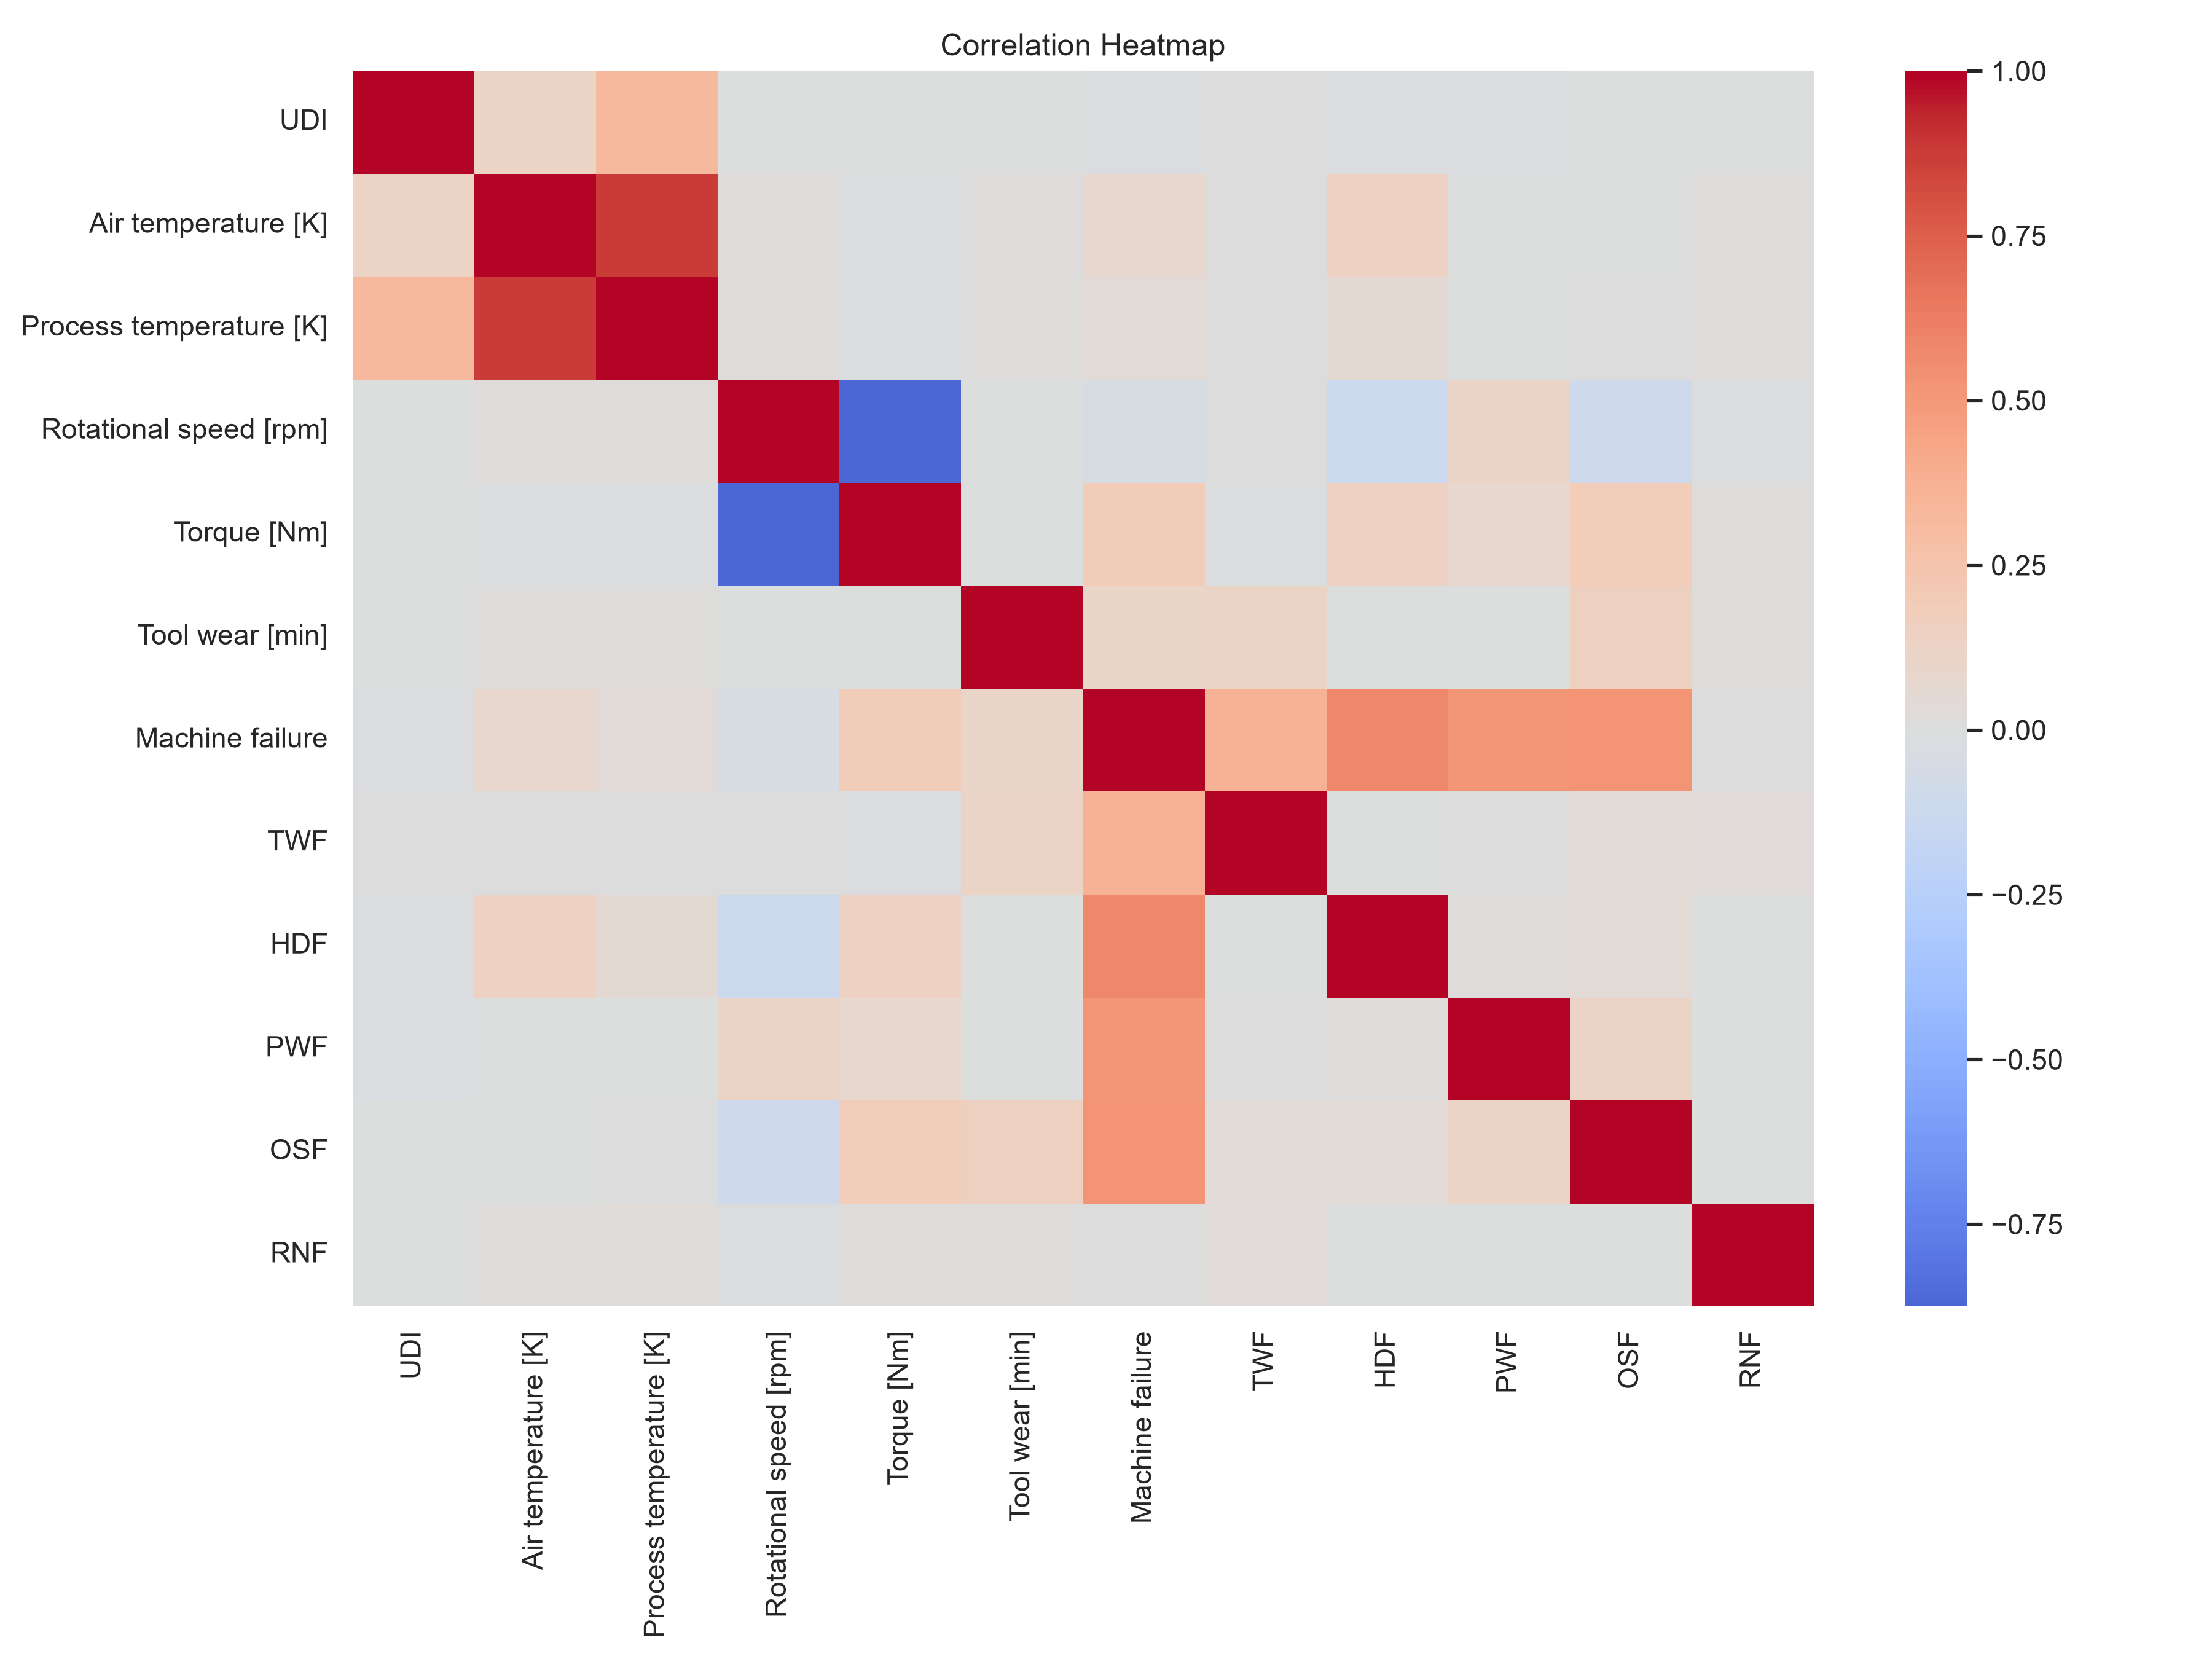 Correlation Heatmap
UDI
Air temperature [K]
Process temperature [K]
Rotational speed [rpm]
Torque [Nm]
Tool wear [min]
Machine failure
TWF
HDF
PWF
OSF
RNF
UDI
Air temperature [K]
Process temperature [K]
Rotational speed [rpm]
Torque [Nm]
Tool wear [min]
Machine failure
TWF
HDF
PWF
OSF
RNF
1.00
0.75
0.50
0.25
0.00
−0.25
−0.50
−0.75